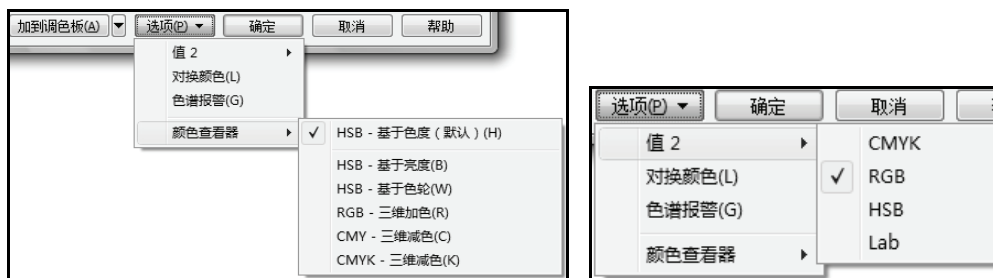 加到调色板(A) 选项(P) 确定 取消 帮助
值 2
对换颜色(L)
色谱报警(G)
颜色查看器
HSB - 基于色度（默认）(H)
HSB - 基于亮度(B)
HSB - 基于色轮(W)
RGB - 三维加色(R)
CMY - 三维减色(C)
CMYK - 三维减色(K)
选项(P) 确定 取消
值 2
对换颜色(L)
色谱报警(G)
颜色查看器
CMYK
RGB
HSB
Lab